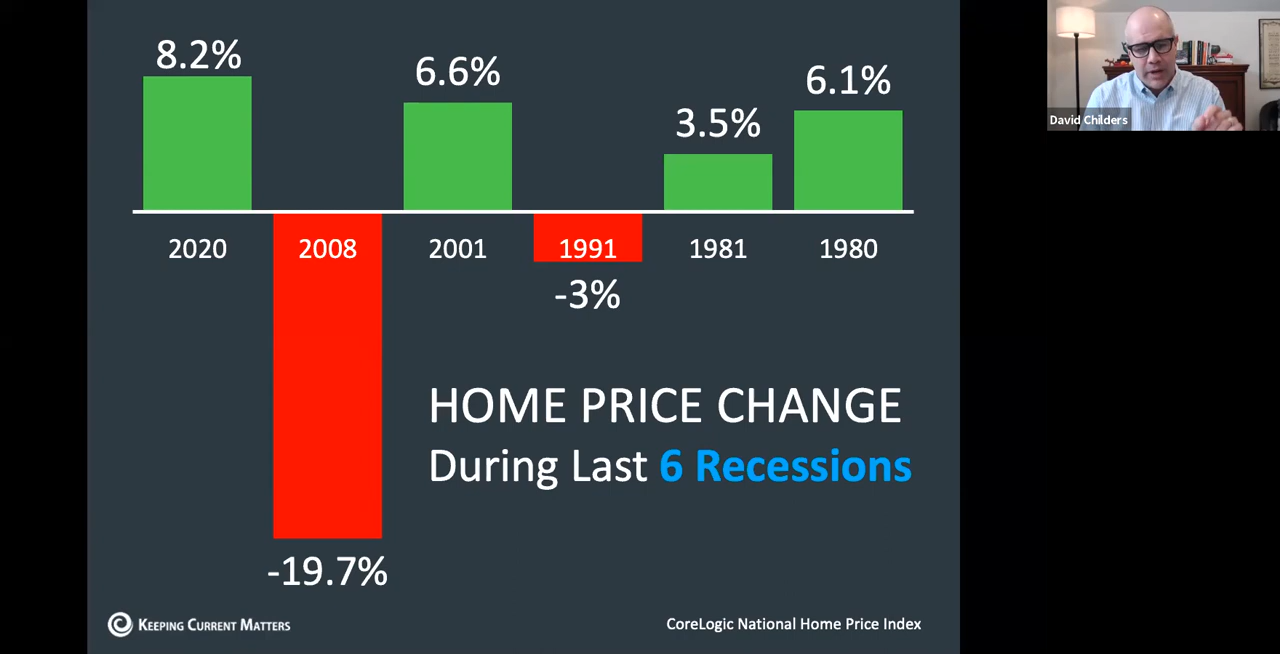 8.2%
6.6%
3.5%
6.1%
2020
2008
2001
1991
1981
1980
-3%
-19.7%
HOME PRICE CHANGE
During Last 6 Recessions
KEEPING CURRENT MATTERS
CoreLogic National Home Price Index
David Childers